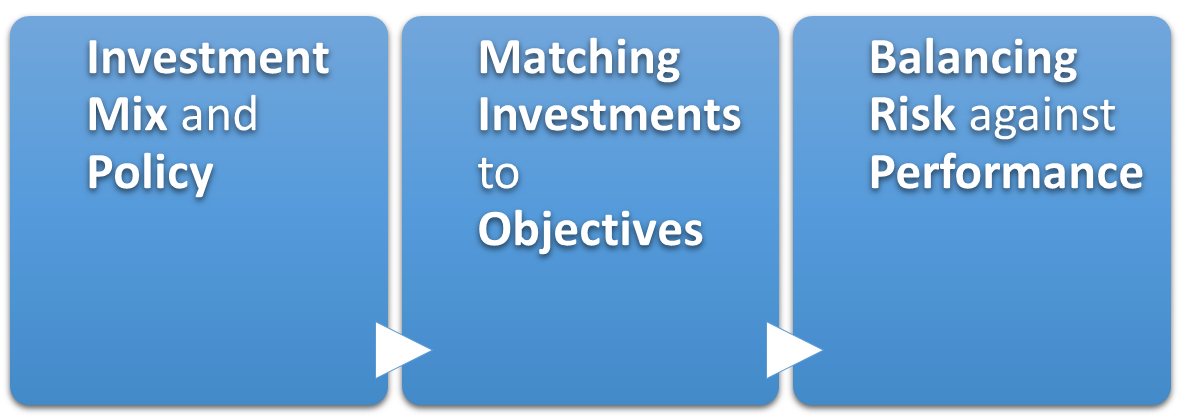 Investment
Mix and
Policy
Matching
Investments
to
Objectives
Balancing
Risk against
Performance